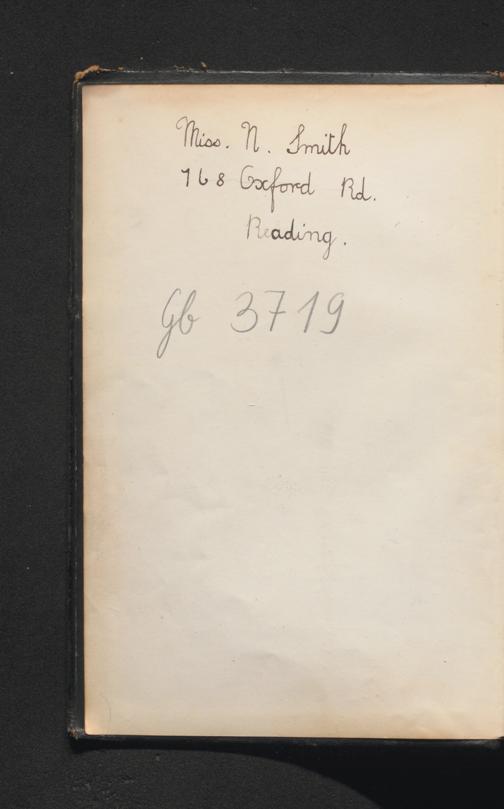 Miss. N. Smith
768 Oxford Rd.
Reading.
Gb 3719